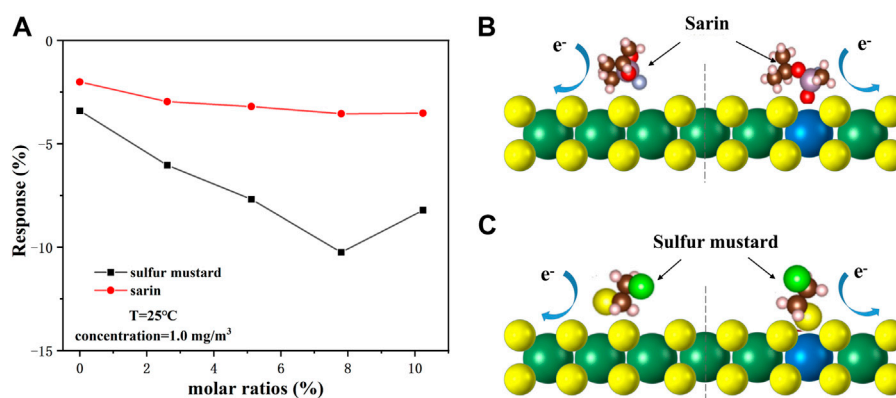 A
0
−5
−10
−15
Response (%)
sulfur mustard
sarin
T=25℃
concentration=1.0 mg/m³
0
2
4
6
8
10
molar ratios (%)
B
Sarin
e⁻
e⁻
C
Sulfur mustard
e⁻
e⁻